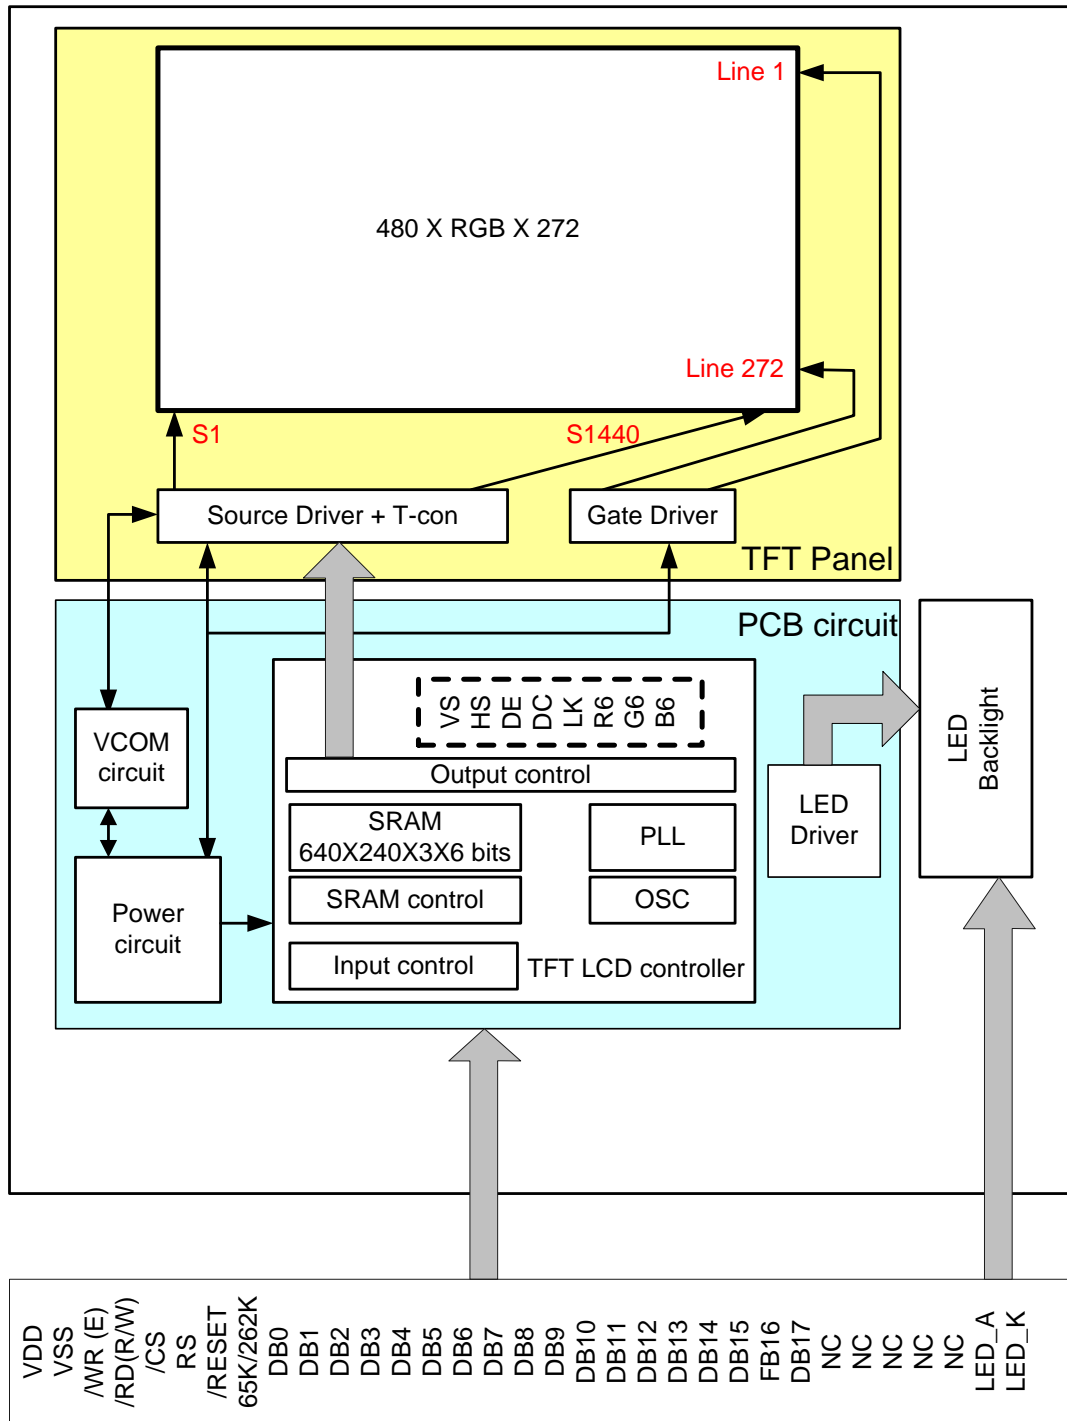 Line 1
480 X RGB X 272
Line 272
S1
S1440
Source Driver + T-con
Gate Driver
TFT Panel
PCB circuit
VS
HS
DE
DC
LK
R6
G6
B6
VCOM
circuit
Output control
LED
Backlight
SRAM
640X240X3X6 bits
PLL
LED
Driver
SRAM control
OSC
Power
circuit
Input control
TFT LCD controller
VDD
VSS
/WR (E)
/RD(R/W)
/CS
RS
/RESET
65K/262K
DB0
DB1
DB2
DB3
DB4
DB5
DB6
DB7
DB8
DB9
DB10
DB11
DB12
DB13
DB14
DB15
FB16
DB17
NC
NC
NC
NC
NC
LED_A
LED_K